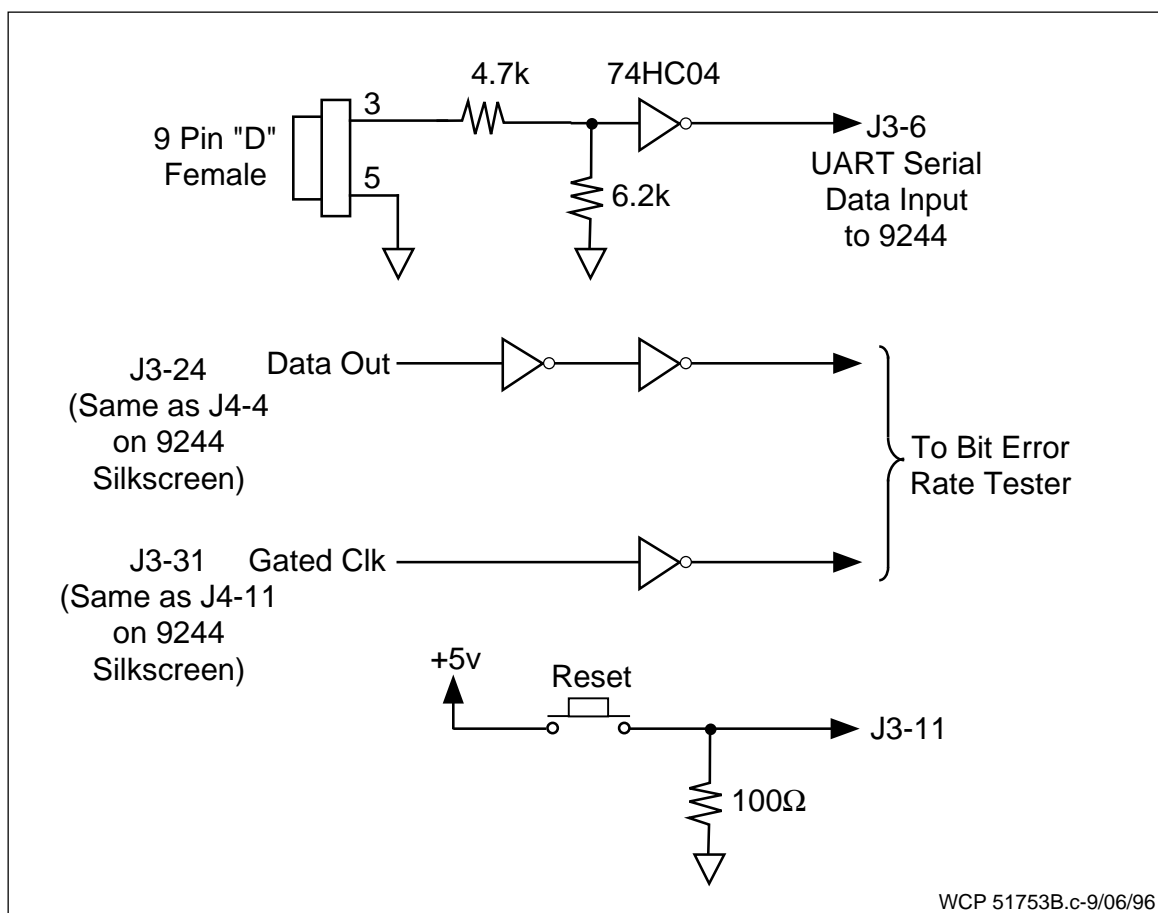 4.7k
74HC04
3
9 Pin "D"
Female
5
6.2k
J3-6
UART Serial
Data Input
to 9244
J3-24
(Same as J4-4
on 9244
Silkscreen)
Data Out
To Bit Error
Rate Tester
J3-31
(Same as J4-11
on 9244
Silkscreen)
Gated Clk
+5v
Reset
J3-11
100Ω
WCP 51753B.c-9/06/96